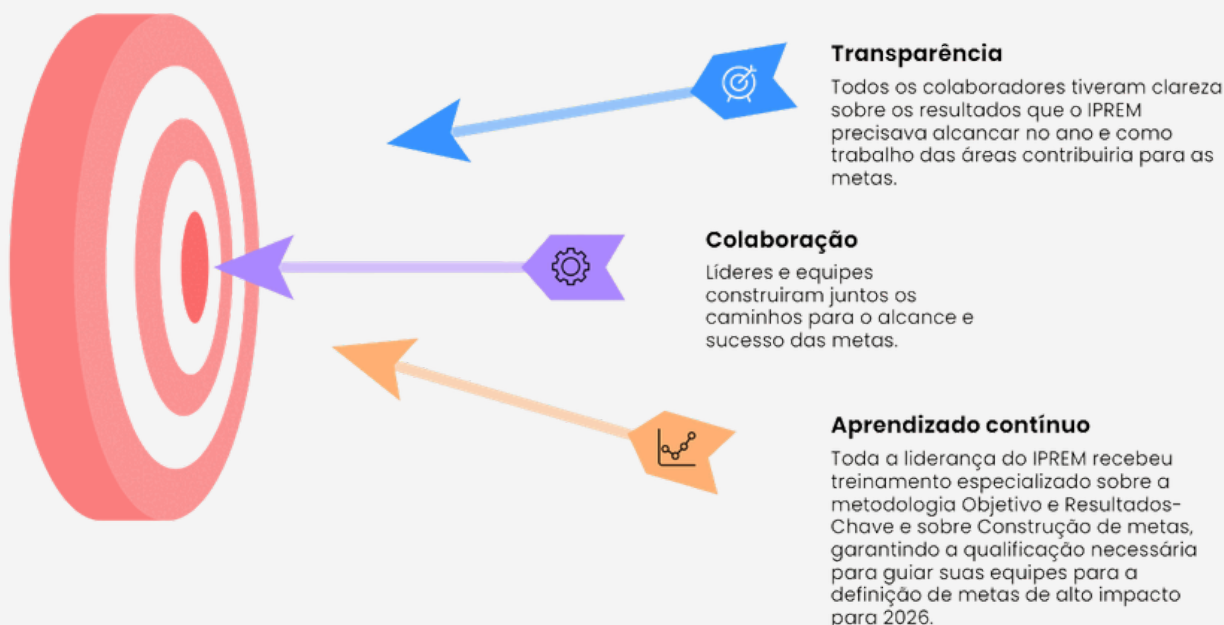 Transparência
Todos os colaboradores tiveram clareza
sobre os resultados que o IPREM
precisava alcancar no ano e como
trabalho das áreas contribuiria para as
metas.
Colaboração
Líderes e equipes
construiram juntos os
caminhos para o alcance e
sucesso das metas.
Aprendizado contínuo
Toda a liderança do IPREM recebeu
treinamento especializado sobre a
metodologia Objetivo e Resultados-
Chave e sobre Construção de metas,
garantindo a qualificação necessária
para guiar suas equipes para a
definição de metas de alto impacto
para 2026.